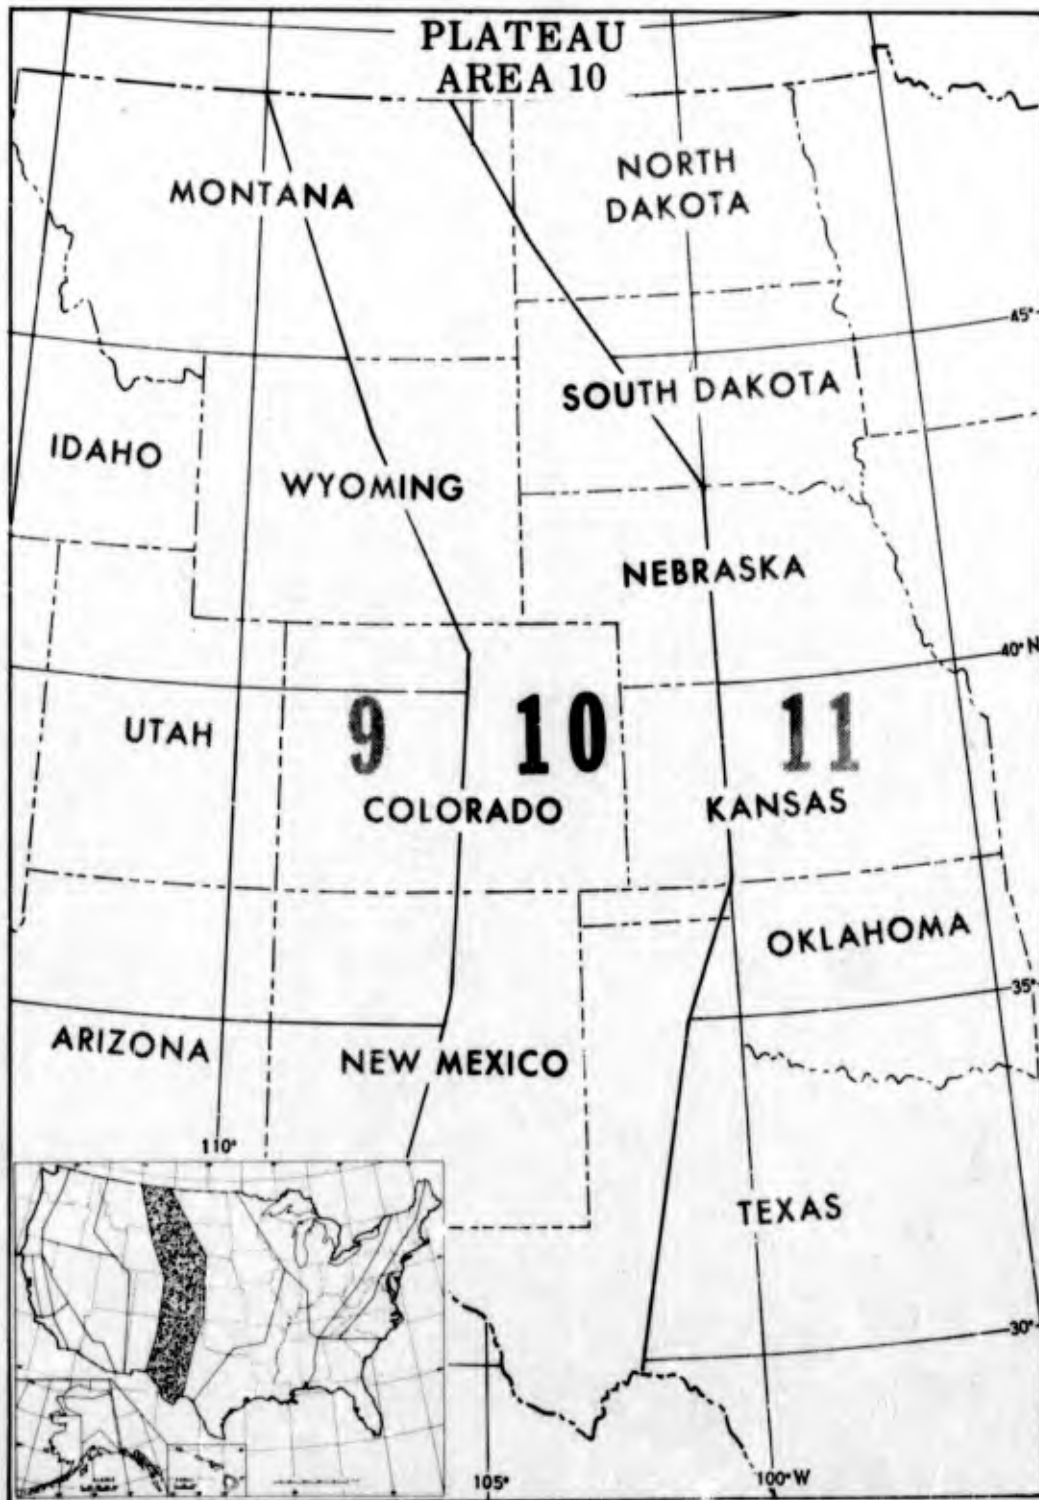 PLATEAU
AREA 10
MONTANA
NORTH
DAKOTA
45°
SOUTH DAKOTA
IDAHO
WYOMING
NEBRASKA
40° N
UTAH
9
10
11
COLORADO
KANSAS
OKLAHOMA
35°
ARIZONA
NEW MEXICO
110°
TEXAS
30°
105°
100° W